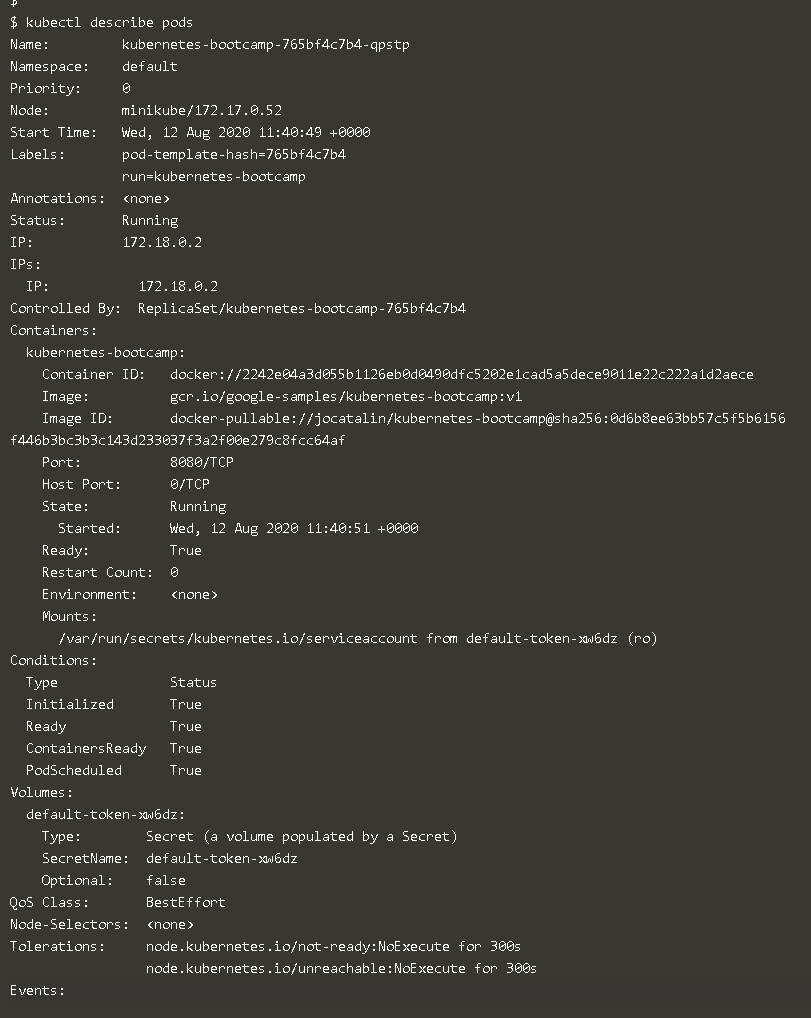 $
$ kubectl describe pods
Name:         kubernetes-bootcamp-765bf4c7b4-qpstp
Namespace:    default
Priority:     0
Node:         minikube/172.17.0.52
Start Time:   Wed, 12 Aug 2020 11:40:49 +0000
Labels:       pod-template-hash=765bf4c7b4
              run=kubernetes-bootcamp
Annotations:  <none>
Status:       Running
IP:           172.18.0.2
IPs:
  IP:           172.18.0.2
Controlled By:  ReplicaSet/kubernetes-bootcamp-765bf4c7b4
Containers:
  kubernetes-bootcamp:
    Container ID:   docker://2242e04a3d055b1126eb0d0490dfc5202e1cad5a5dece9011e22c222a1d2aece
    Image:          gcr.io/google-samples/kubernetes-bootcamp:v1
    Image ID:       docker-pullable://jocatalin/kubernetes-bootcamp@sha256:0d6b8ee63bb57c5f5b6156
f446b3bc3b3c143d233037f3a2f00e279c8fcc64af
    Port:           8080/TCP
    Host Port:      0/TCP
    State:          Running
      Started:      Wed, 12 Aug 2020 11:40:51 +0000
    Ready:          True
    Restart Count:  0
    Environment:    <none>
    Mounts:
      /var/run/secrets/kubernetes.io/serviceaccount from default-token-xw6dz (ro)
Conditions:
  Type              Status
  Initialized       True
  Ready             True
  ContainersReady   True
  PodScheduled      True
Volumes:
  default-token-xw6dz:
    Type:        Secret (a volume populated by a Secret)
    SecretName:  default-token-xw6dz
    Optional:    false
QoS Class:       BestEffort
Node-Selectors:  <none>
Tolerations:     node.kubernetes.io/not-ready:NoExecute for 300s
                 node.kubernetes.io/unreachable:NoExecute for 300s
Events: